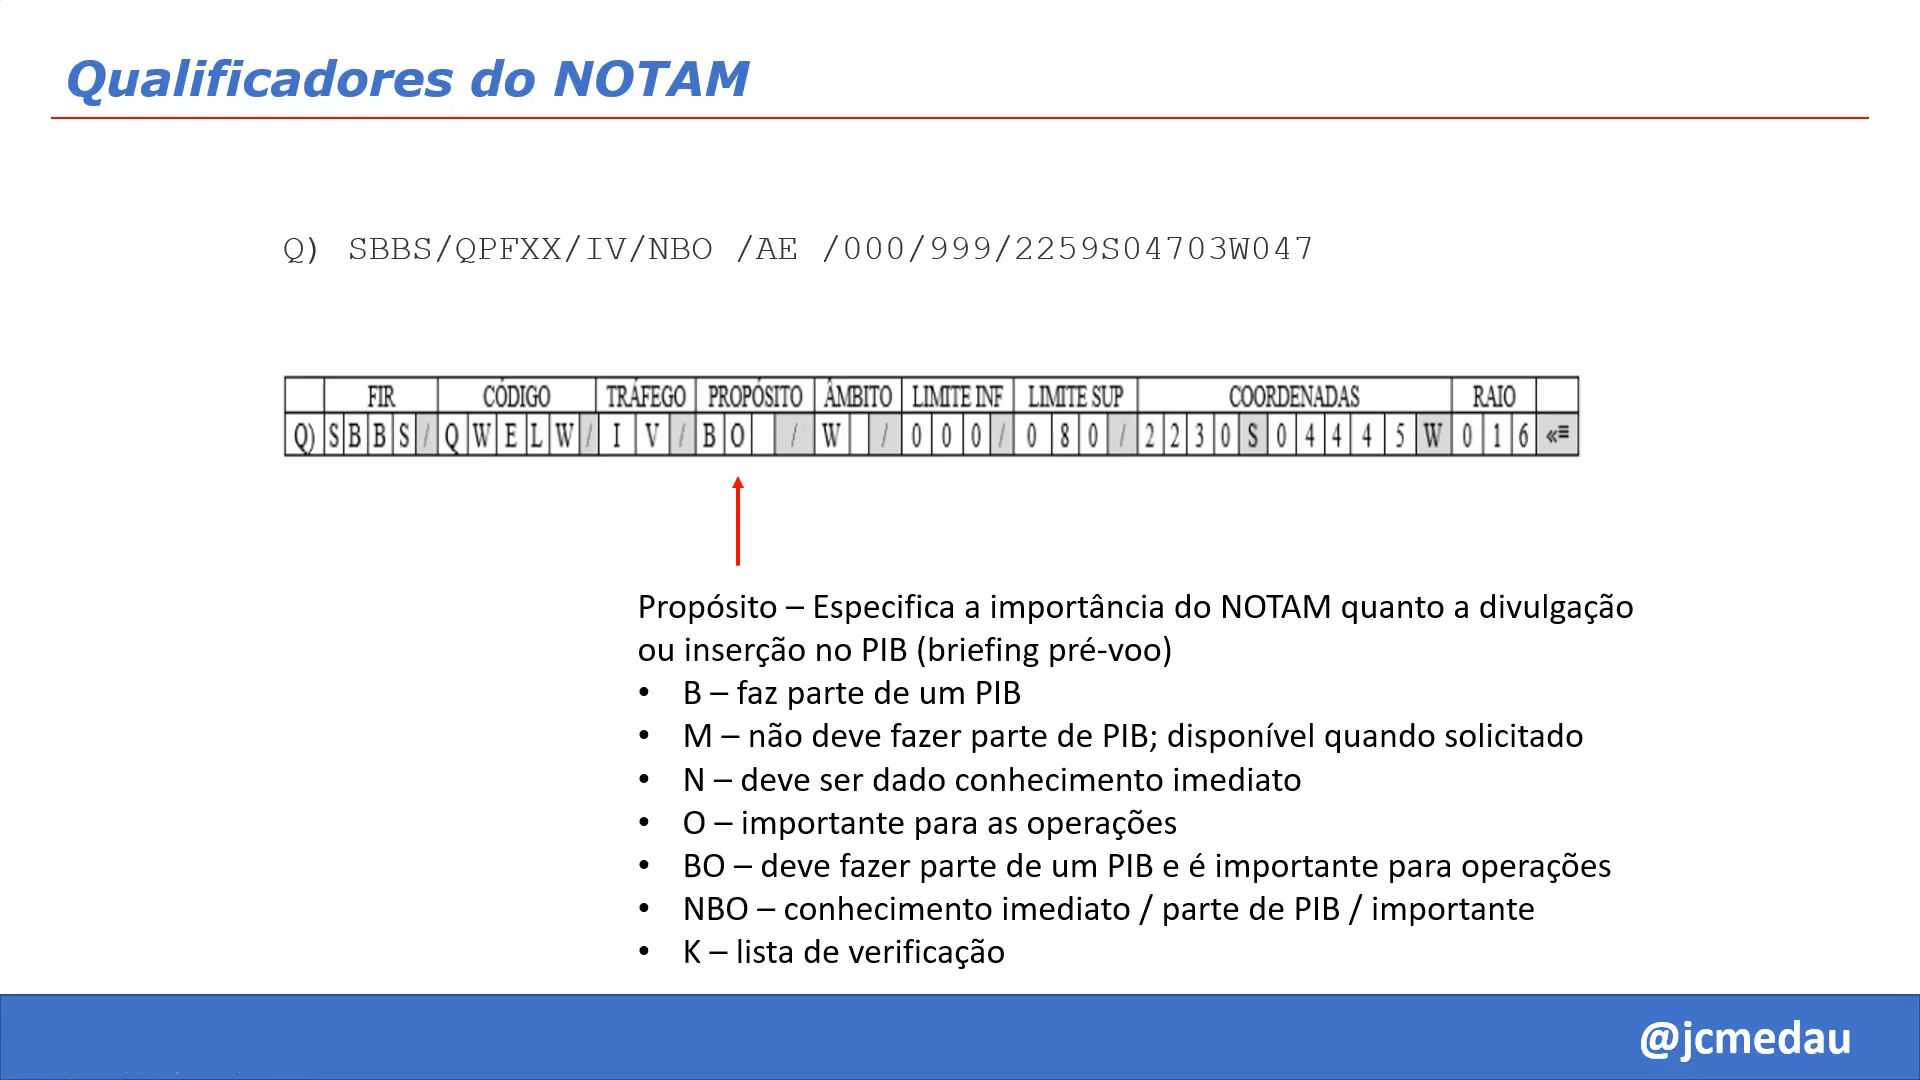 Qualificadores do NOTAM
Q) SBBS/QPFXX/IV/NBO /AE /000/999/2259S04703W047
FIR CÓDIGO TRÁFEGO PROPÓSITO ÂMBITO LIMITE INF LIMITE SUP COORDENADAS RAIO
Q) S B B S / Q W E L W / I V / B O / W / 0 0 0 / 0 8 0 / 2 2 3 0 S 0 4 4 4 5 W 0 1 6 «≡
Propósito – Especifica a importância do NOTAM quanto a divulgação
ou inserção no PIB (briefing pré-voo)
• B – faz parte de um PIB
• M – não deve fazer parte de PIB; disponível quando solicitado
• N – deve ser dado conhecimento imediato
• O – importante para as operações
• BO – deve fazer parte de um PIB e é importante para operações
• NBO – conhecimento imediato / parte de PIB / importante
• K – lista de verificação
@jcmedau